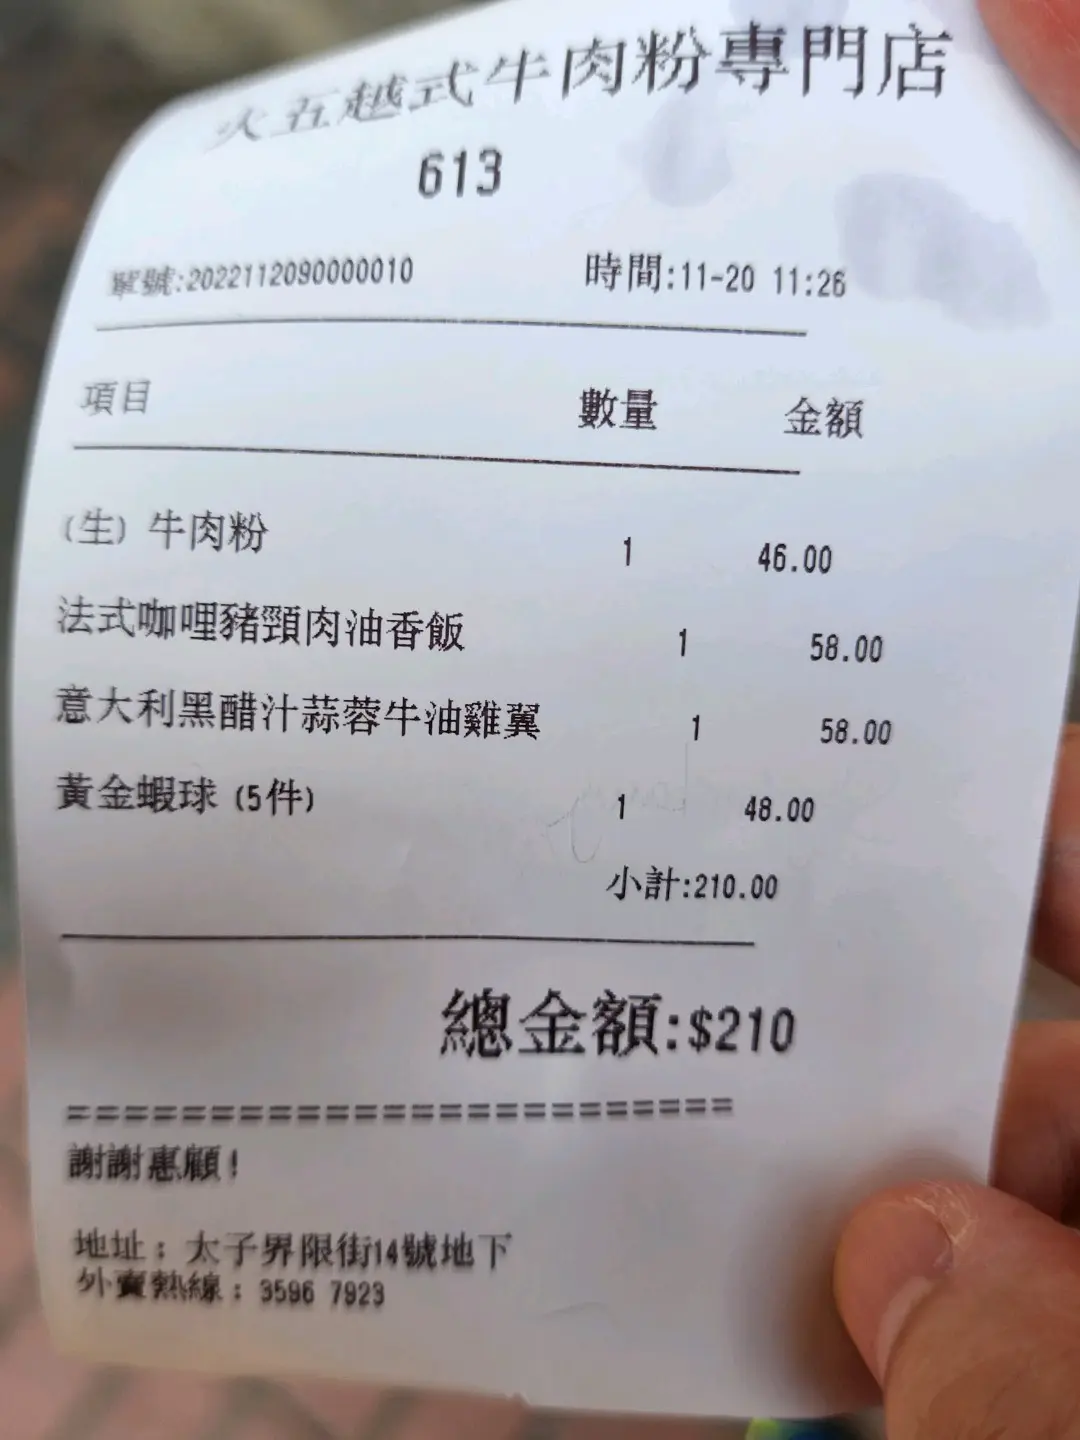 火五越式牛肉粉專門店
613
單號:2022112090000010 時間:11-20 11:26
項目 數量 金額
(生) 牛肉粉 1 46.00
法式咖哩豬頸肉油香飯 1 58.00
意大利黑醋汁蒜蓉牛油雞翼 1 58.00
黃金蝦球 (5件) 1 48.00
小計:210.00
總金額:$210
========================
謝謝惠顧!
地址: 太子界限街14號地下
外賣熱線: 3596 7923